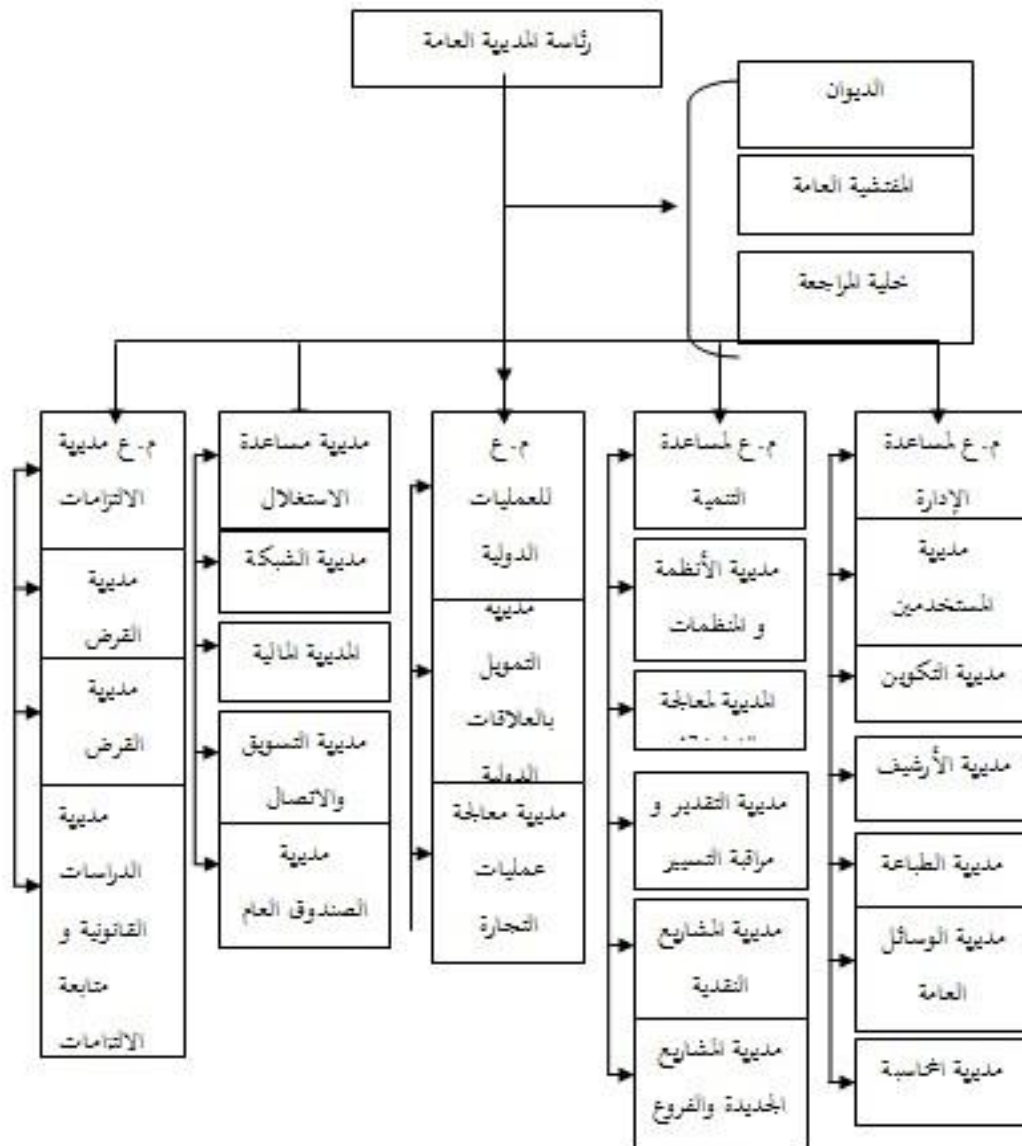 رئاسة المديرية العامة
الديوان
المفتشية العامة
خلية المراجعة
م.ع لمساعدة
الإدارة
مديرية
المستخدمين
مديرية التكوين
مديرية الأرشيف
مديرية الطباعة
مديرية الوسائل
العامة
مديرية المحاسبة
م.ع لمساعدة
التنمية
مديرية الأنظمة
و المنظمات
المديرية لمعالجة
مديرية التقدير و
مراقبة التسيير
مديرية المشاريع
النقدية
مديرية المشاريع
الجديدة والفروع
م.ع
للعمليات
الدولية
مديرية
التمويل
بالعلاقات
الدولية
مديرية معالجة
عمليات
التجارة
مديرية مساعدة
الاستغلال
مديرية الشبكة
المديرية المالية
مديرية التسويق
والاتصال
مديرية
الصندوق العام
م.ع مديرية
الالتزامات
مديرية
القرض
مديرية
القرض
مديرية
الدراسات
القانونية و
متابعة
الالتزامات